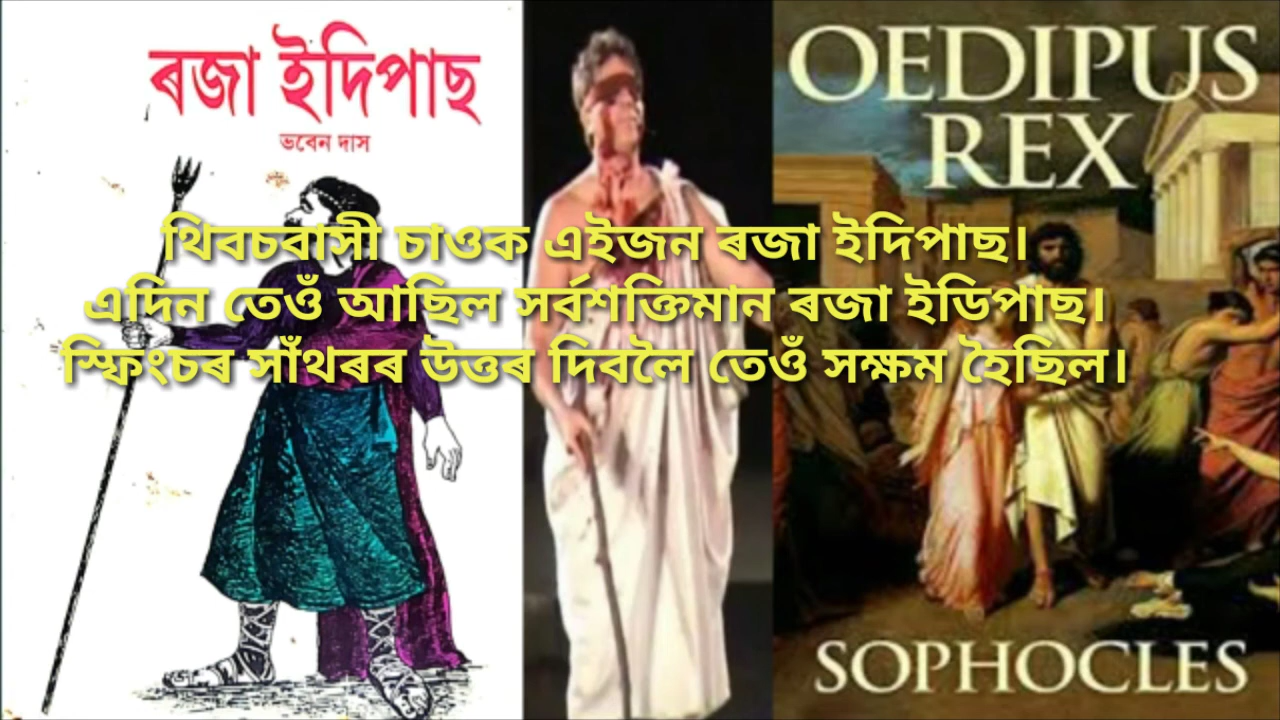 ৰজা ইদিপাছ
ভবেন দাস
OEDIPUS
REX
থিবচবাসী চাওক এইজন ৰজা ইদিপাছ।
এদিন তেওঁ আছিল সৰ্বশক্তিমান ৰজা ইডিপাছ।
স্ফিংচৰ সাঁথৰৰ উত্তৰ দিবলৈ তেওঁ সক্ষম হৈছিল।
SOPHOCLES